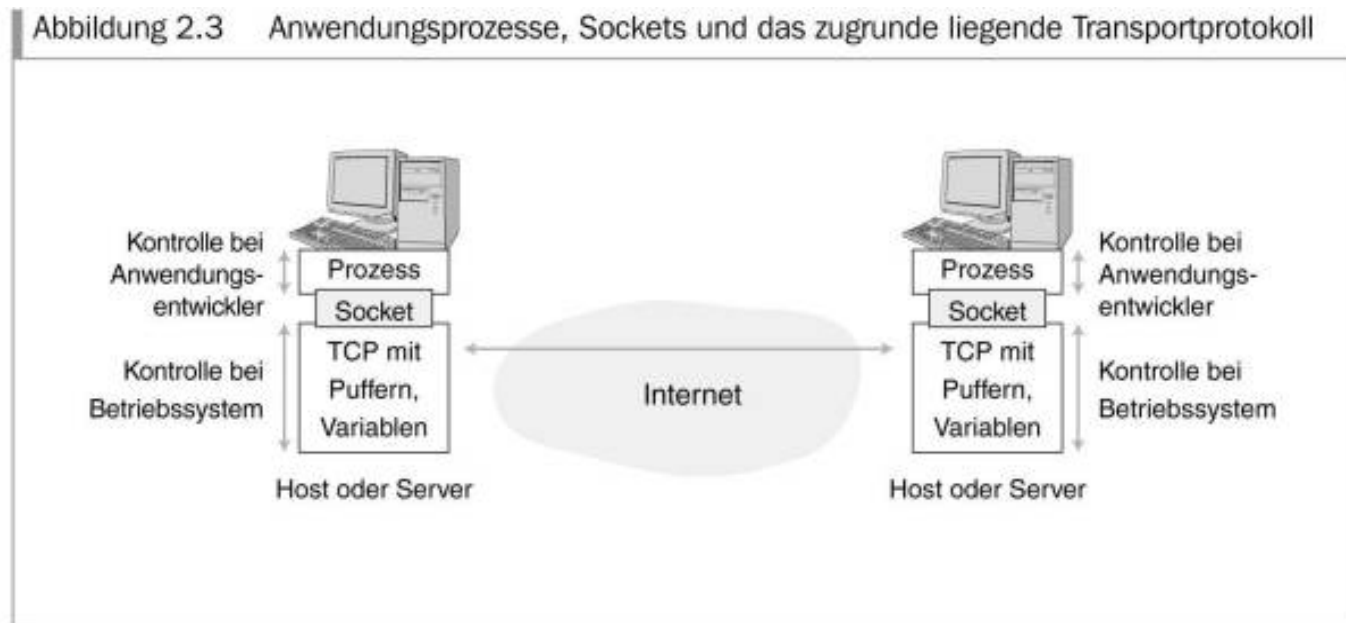 Abbildung 2.3 Anwendungsprozesse, Sockets und das zugrunde liegende Transportprotokoll
Kontrolle bei
Anwendungs-
entwickler
Prozess
Socket
Kontrolle bei
Betriebssystem
TCP mit
Puffern,
Variablen
Host oder Server
Internet
Prozess
Socket
Kontrolle bei
Anwendungs-
entwickler
TCP mit
Puffern,
Variablen
Kontrolle bei
Betriebssystem
Host oder Server